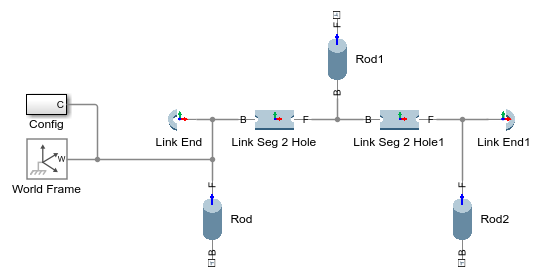 F
Rod1
B
C
Config
B
F
B
F
Link End
Link Seg 2 Hole
Link Seg 2 Hole1
Link End1
W
World Frame
F
F
Rod
Rod2
B
B